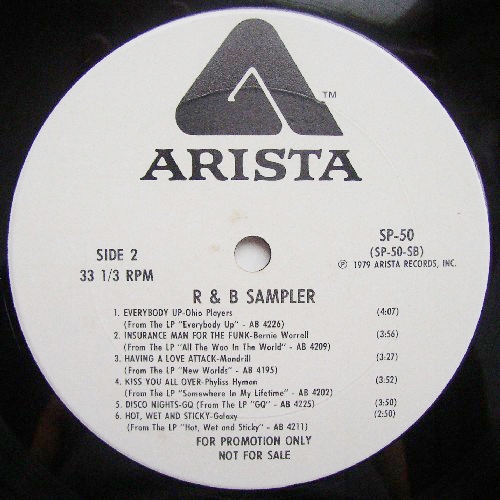 TM
ARISTA
SIDE 2
33 1/3 RPM
SP-50
(SP-50-SB)
℗ 1979 ARISTA RECORDS, INC.
R & B SAMPLER
1. EVERYBODY UP-Ohio Players (4:07)
(From The LP "Everybody Up" - AB 4226)
2. INSURANCE MAN FOR THE FUNK-Bernie Worrell (3:56)
(From The LP "All The Woo In The World" - AB 4209)
3. HAVING A LOVE ATTACK-Mandrill (3:27)
(From The LP "New Worlds" - AB 4195)
4. KISS YOU ALL OVER-Phyliss Hyman (3:52)
(From The LP "Somewhere In My Lifetime" - AB 4202)
5. DISCO NIGHTS-GQ (From The LP "GQ" - AB 4225) (3:50)
6. HOT, WET AND STICKY-Galaxy (2:50)
(From The LP "Hot, Wet and Sticky" - AB 4211)
FOR PROMOTION ONLY
NOT FOR SALE